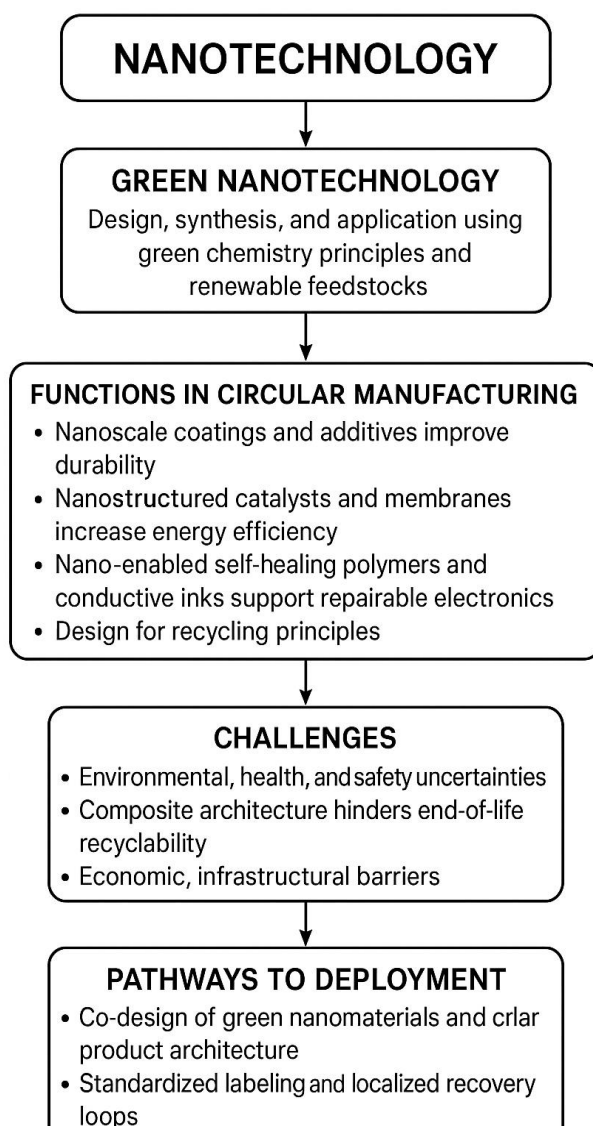 NANOTECHNOLOGY
GREEN NANOTECHNOLOGY
Design, synthesis, and application using
green chemistry principles and
renewable feedstocks
FUNCTIONS IN CIRCULAR MANUFACTURING
• Nanoscale coatings and additives improve
durability
• Nanostructured catalysts and membranes
increase energy efficiency
• Nano-enabled self-healing polymers and
conductive inks support repairable electronics
• Design for recycling principles
CHALLENGES
• Environmental, health, and safety uncertainties
• Composite architecture hinders end-of-life
recyclability
• Economic, infrastructural barriers
PATHWAYS TO DEPLOYMENT
• Co-design of green nanomaterials and crlar
product architecture
• Standardized labeling and localized recovery
loops